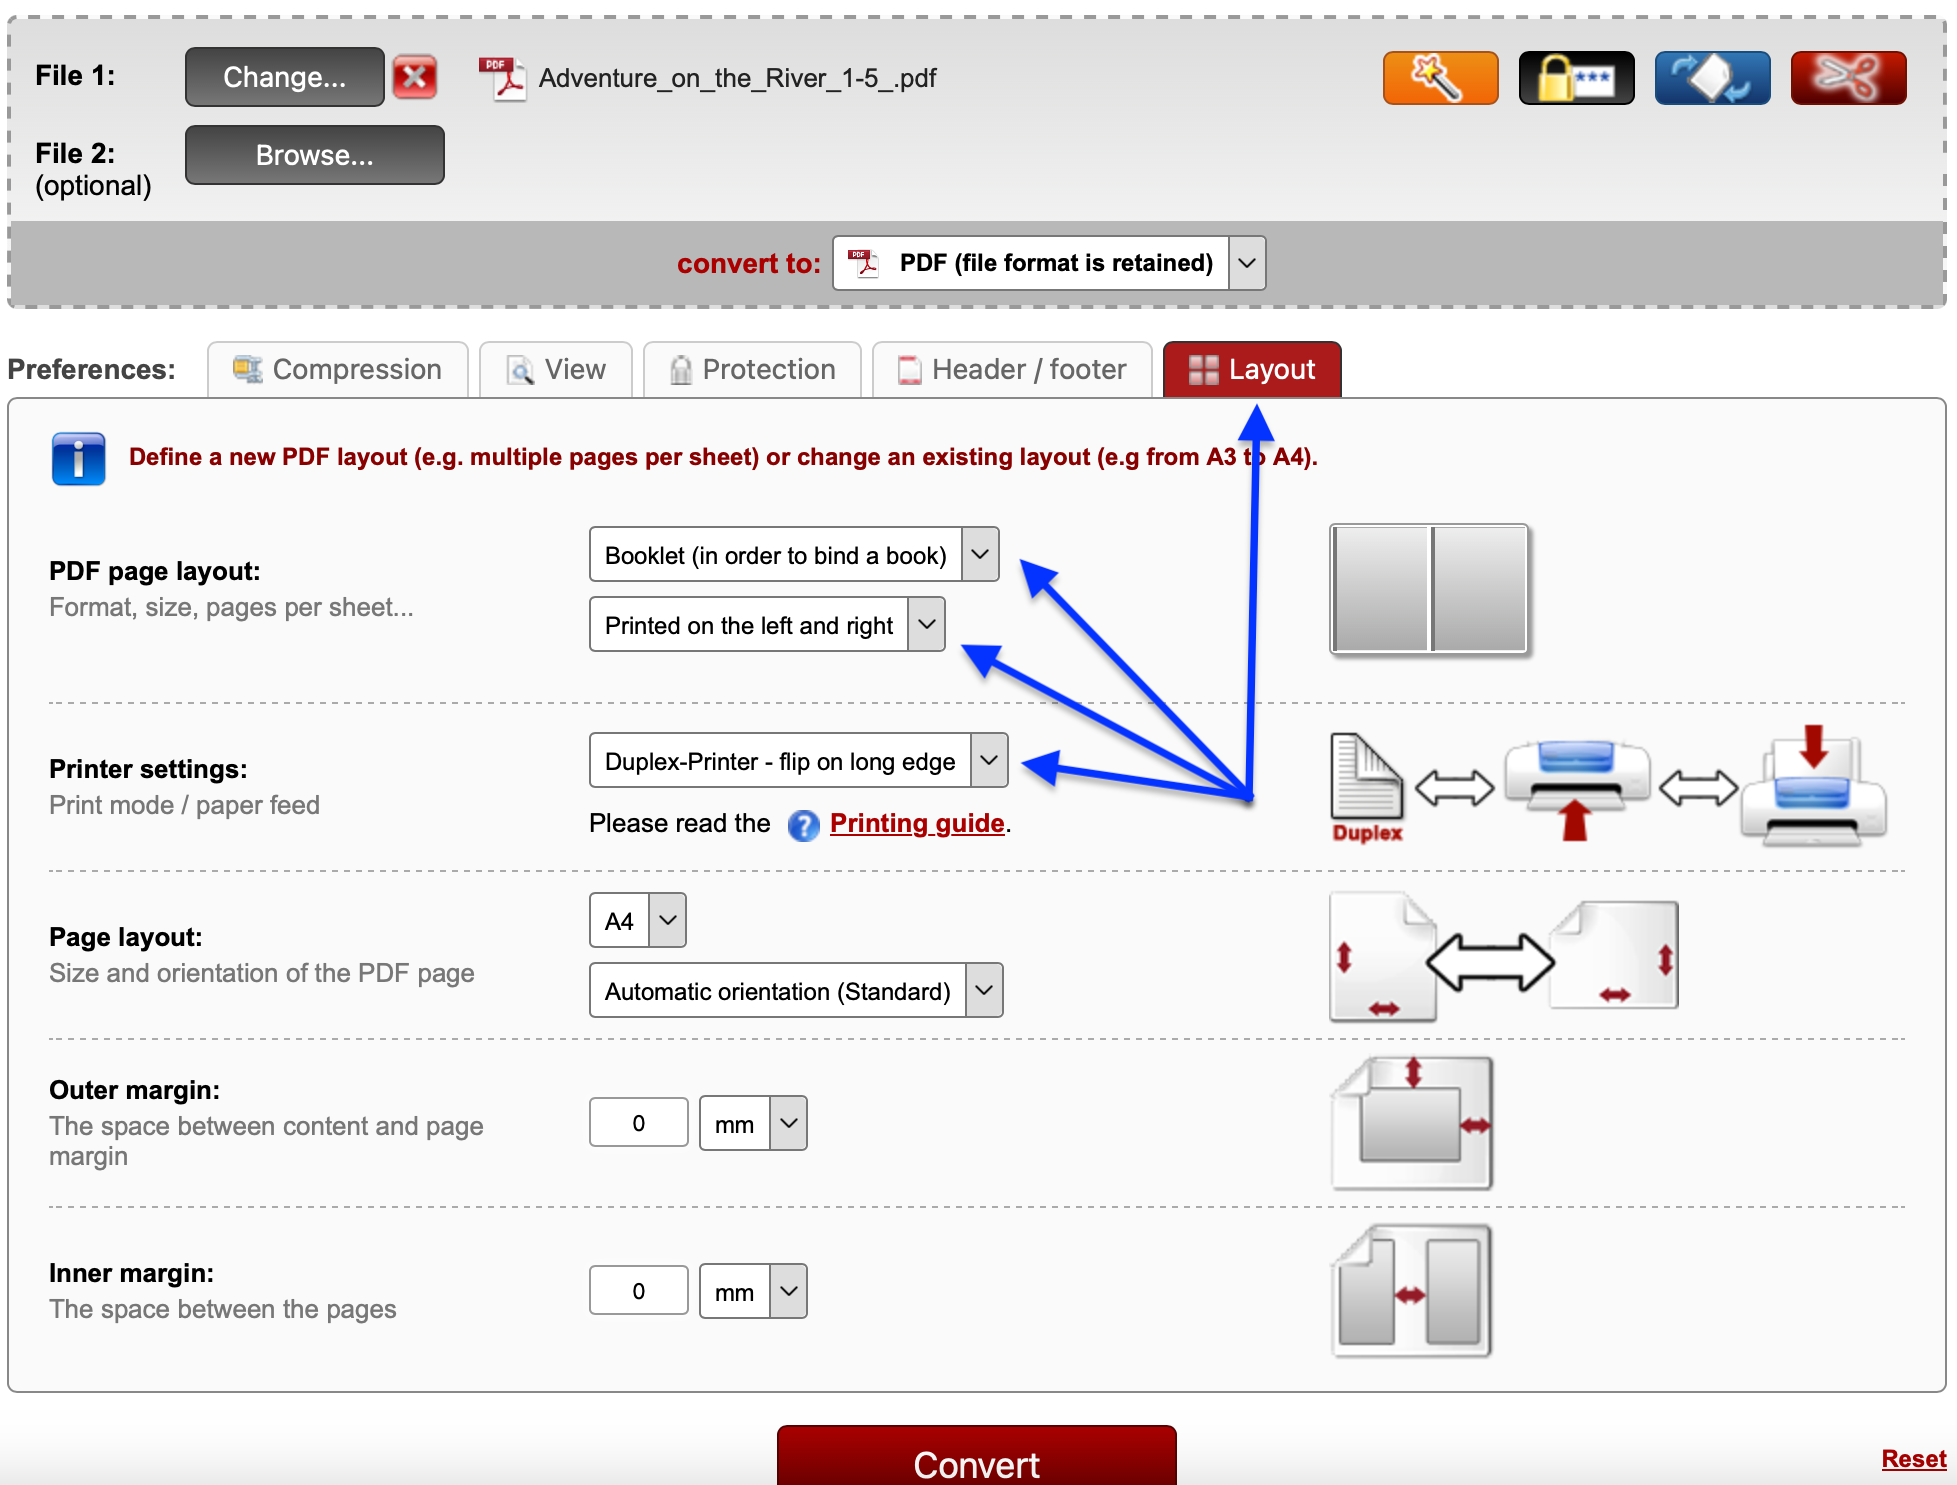 File 1:
Change...
PDF
Adventure_on_the_River_1-5_.pdf
***
File 2:
(optional)
Browse...
convert to:
PDF
PDF (file format is retained)
Preferences:
Compression
View
Protection
Header / footer
Layout
i
Define a new PDF layout (e.g. multiple pages per sheet) or change an existing layout (e.g from A3 to A4).
PDF page layout:
Format, size, pages per sheet...
Booklet (in order to bind a book)
Printed on the left and right
Printer settings:
Print mode / paper feed
Duplex-Printer - flip on long edge
Please read the ? Printing guide.
Duplex
Page layout:
Size and orientation of the PDF page
A4
Automatic orientation (Standard)
Outer margin:
The space between content and page
margin
0
mm
Inner margin:
The space between the pages
0
mm
Convert
Reset